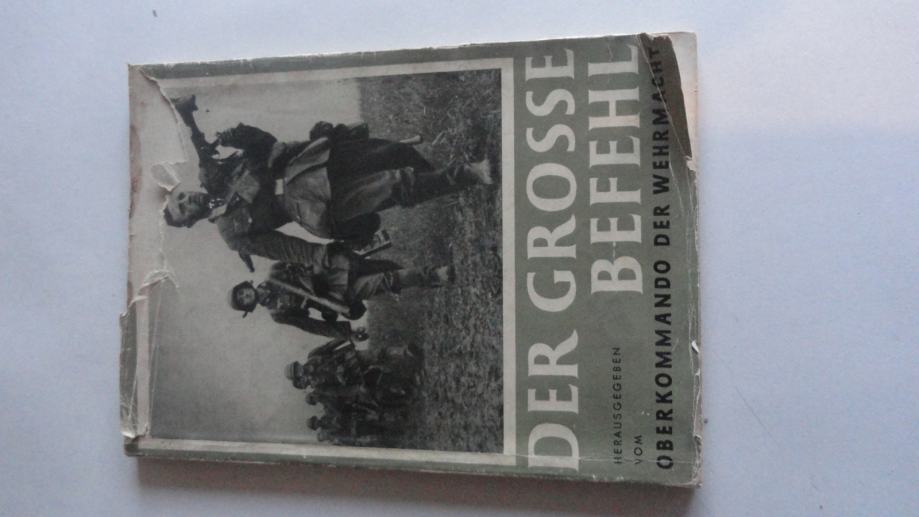 DER GROSSE
BEFEHL
HERAUSGEGEBEN
VOM
OBERKOMMANDO DER WEHRMACHT